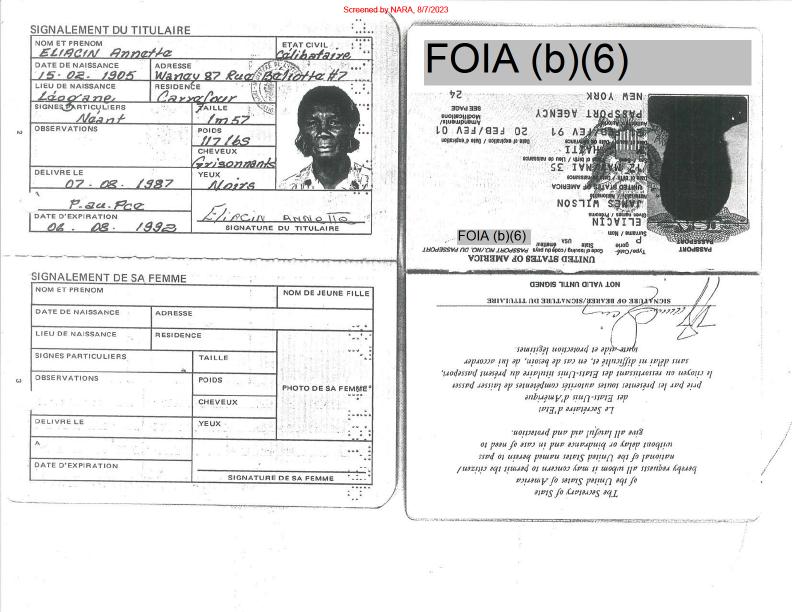 Screened by NARA, 8/7/2023
SIGNALEMENT DU TITULAIRE
NOM ET PRENOM
ELIACIN Annette
ETAT CIVIL
Célibataire
DATE DE NAISSANCE
15.02.1905
ADRESSE
Waney 87 Rue Baliotte #7
LIEU DE NAISSANCE
Léogane
RESIDENCE
Carrefour
SIGNES PARTICULIERS
Néant
TAILLE
1m57
OBSERVATIONS
POIDS
117 lbs
CHEVEUX
Grisonnants
DELIVRE LE
07.08.1987
YEUX
Noirs
P.au.Pce
DATE D'EXPIRATION
06.08.1992
ELIACIN ANNETTE
SIGNATURE DU TITULAIRE
2
SIGNALEMENT DE SA FEMME
NOM ET PRENOM
NOM DE JEUNE FILLE
DATE DE NAISSANCE
ADRESSE
LIEU DE NAISSANCE
RESIDENCE
SIGNES PARTICULIERS
TAILLE
OBSERVATIONS
POIDS
PHOTO DE SA FEMME
CHEVEUX
DELIVRE LE
YEUX
A
DATE D'EXPIRATION
SIGNATURE DE SA FEMME
3
FOIA (b)(6)
The Secretary of State
of the United States of America
hereby requests all whom it may concern to permit the citizen/
national of the United States named herein to pass
without delay or hindrance and in case of need to
give all lawful aid and protection.
Le Secrétaire d'Etat
des Etats-Unis d'Amérique
prie par les présentes toutes autorités compétentes de laisser passer
le citoyen ou ressortissant des Etats-Unis titulaire du présent passeport,
sans délai ni difficulté et, en cas de besoin, de lui accorder
toute aide et protection légitimes.
SIGNATURE OF BEARER/SIGNATURE DU TITULAIRE
NOT VALID UNTIL SIGNED
UNITED STATES OF AMERICA
PASSPORT
Type/Caté-
gorie
P
Code of issuing
State
USA
code du pays
émetteur
PASSPORT NO./NO. DU PASSEPORT
FOIA (b)(6)
Surname / Nom
ELIACIN
Given names / Prénoms
JAMES WILSON
Nationality / Nationalité
UNITED STATES OF AMERICA
Date of birth / Date de naissance
12 MAY/MAI 35
Sex / Sexe
Place of birth / Lieu de naissance
HAITI
Date of issue / Date de délivrance
FEB/FEV 91
Date of expiration / Date d'expiration
20 FEB/FEV 01
Authority / Autorité
PASSPORT AGENCY
NEW YORK
Amendments/
Modifications
SEE PAGE
24